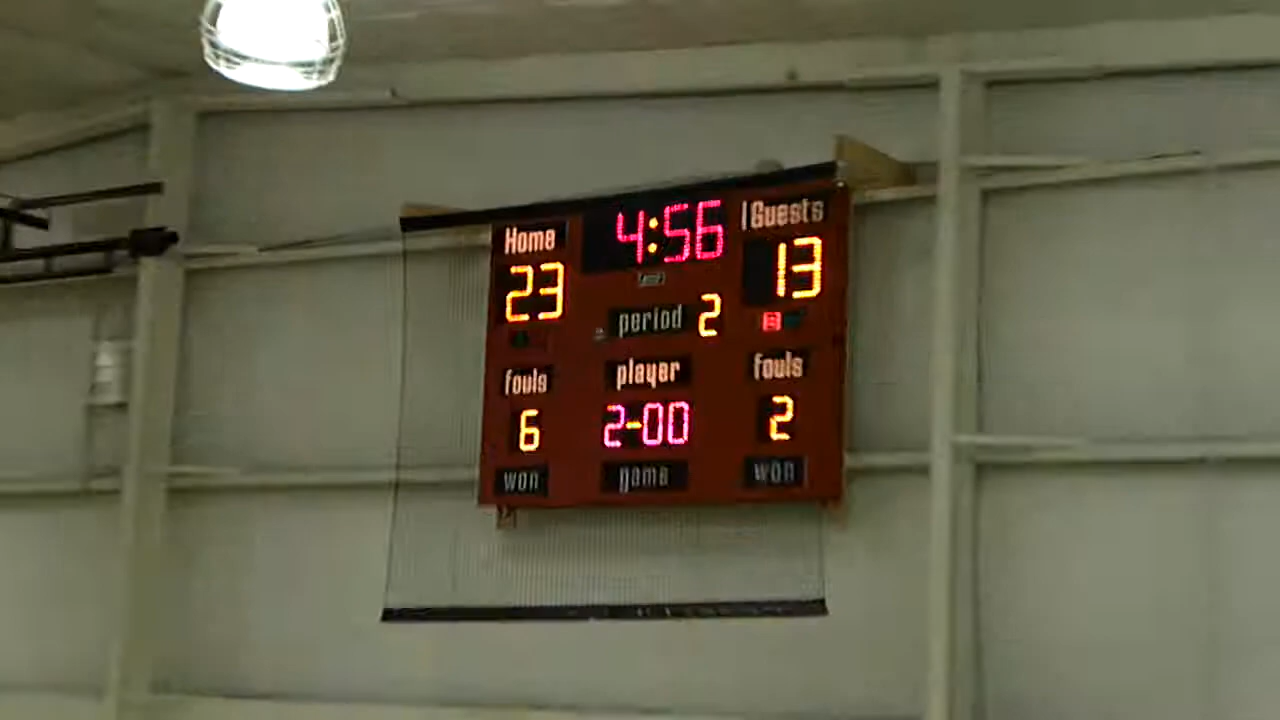 Home 4:56 Guests
23 13
period 2
fouls player fouls
6 2-00 2
won game won